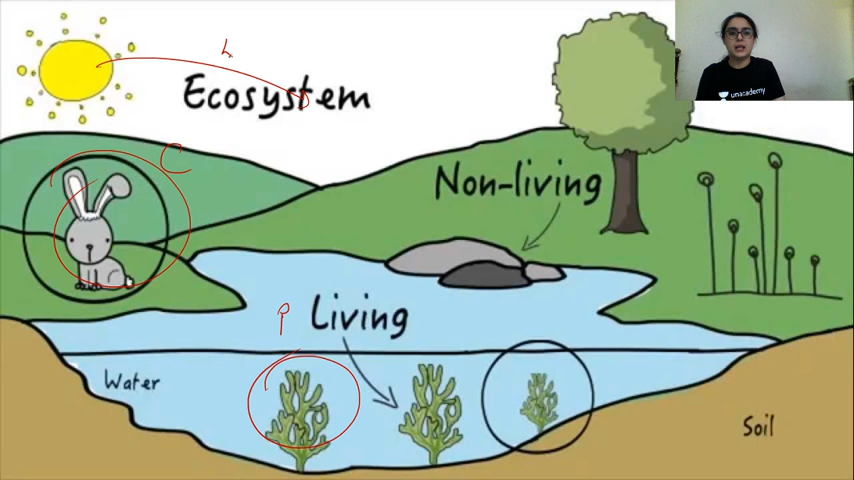 L
Ecosystem
unacademy
C
Non-living
P
Living
Water
Soil